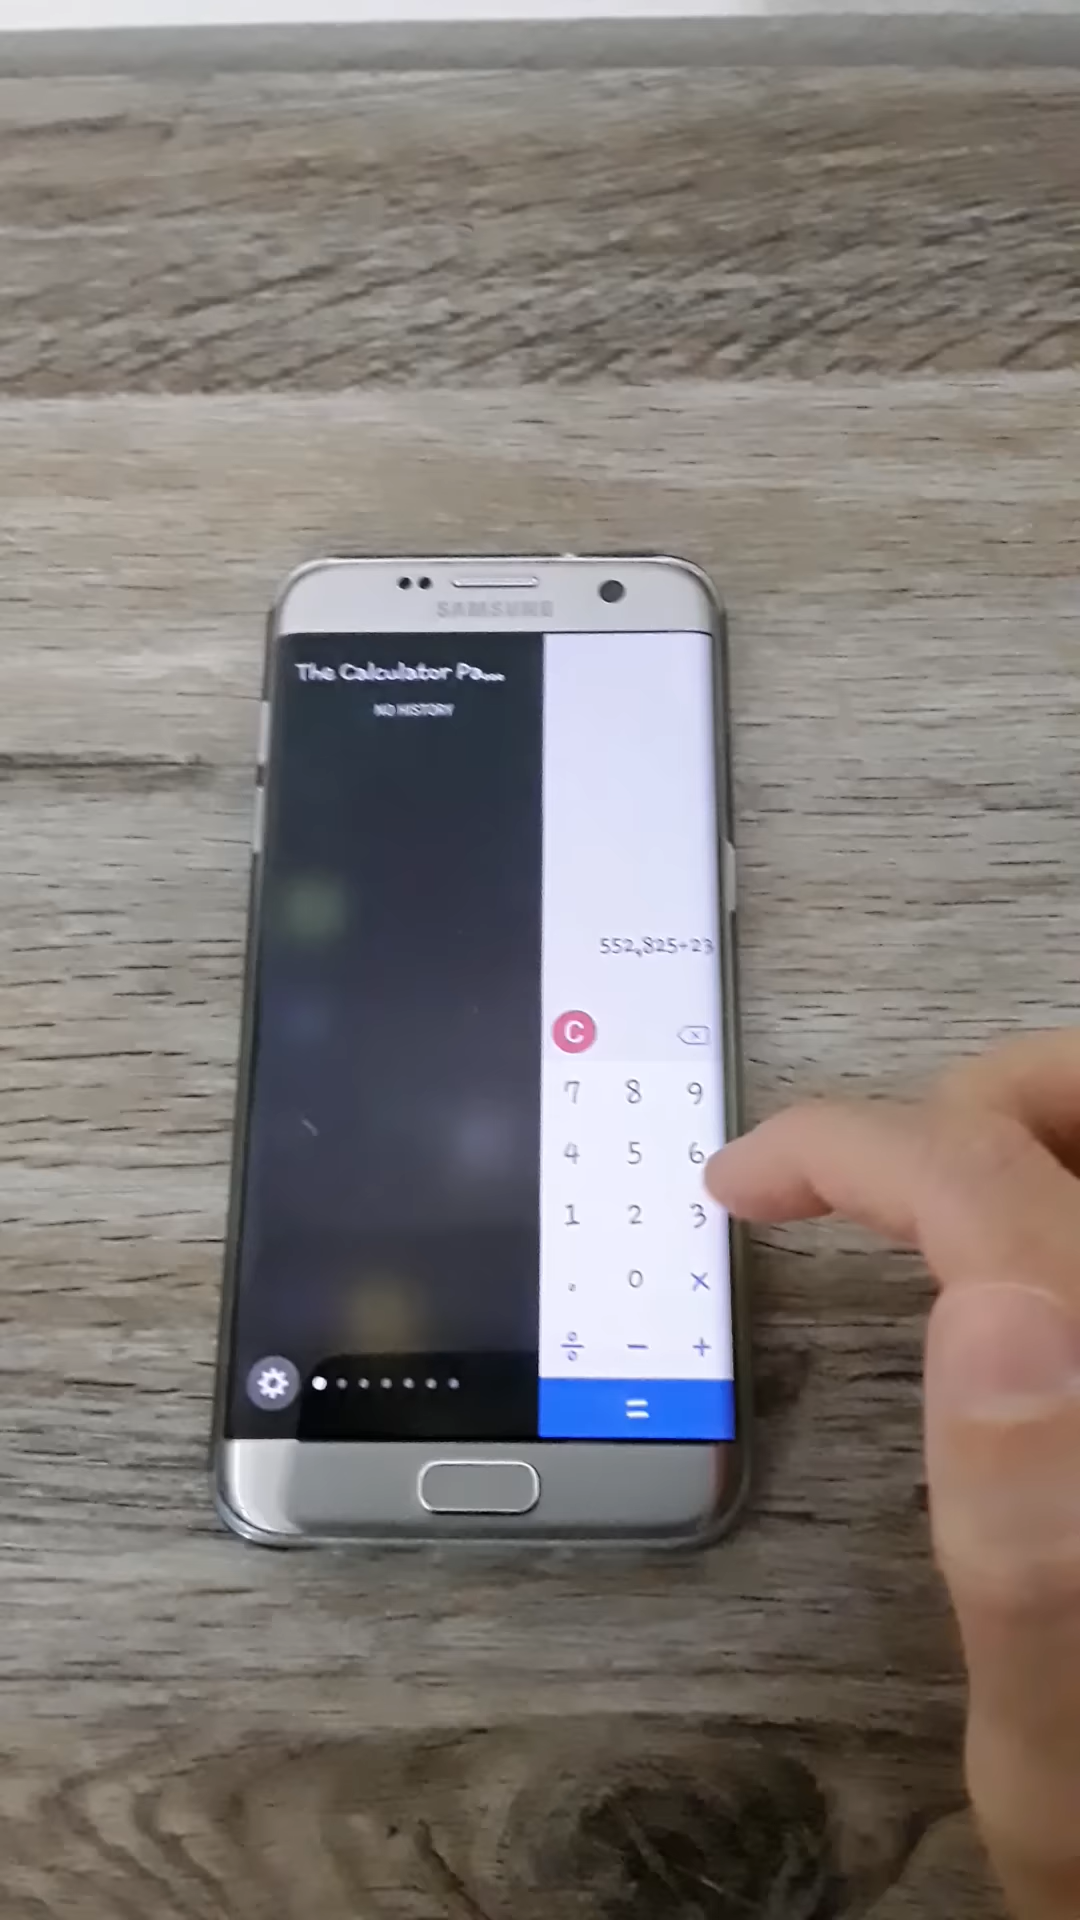 SAMSUNG
The Calculator Pa...
NO HISTORY
552,825+23
C
7 8 9
4 5 6
1 2 3
. 0 ×
÷ − +
=